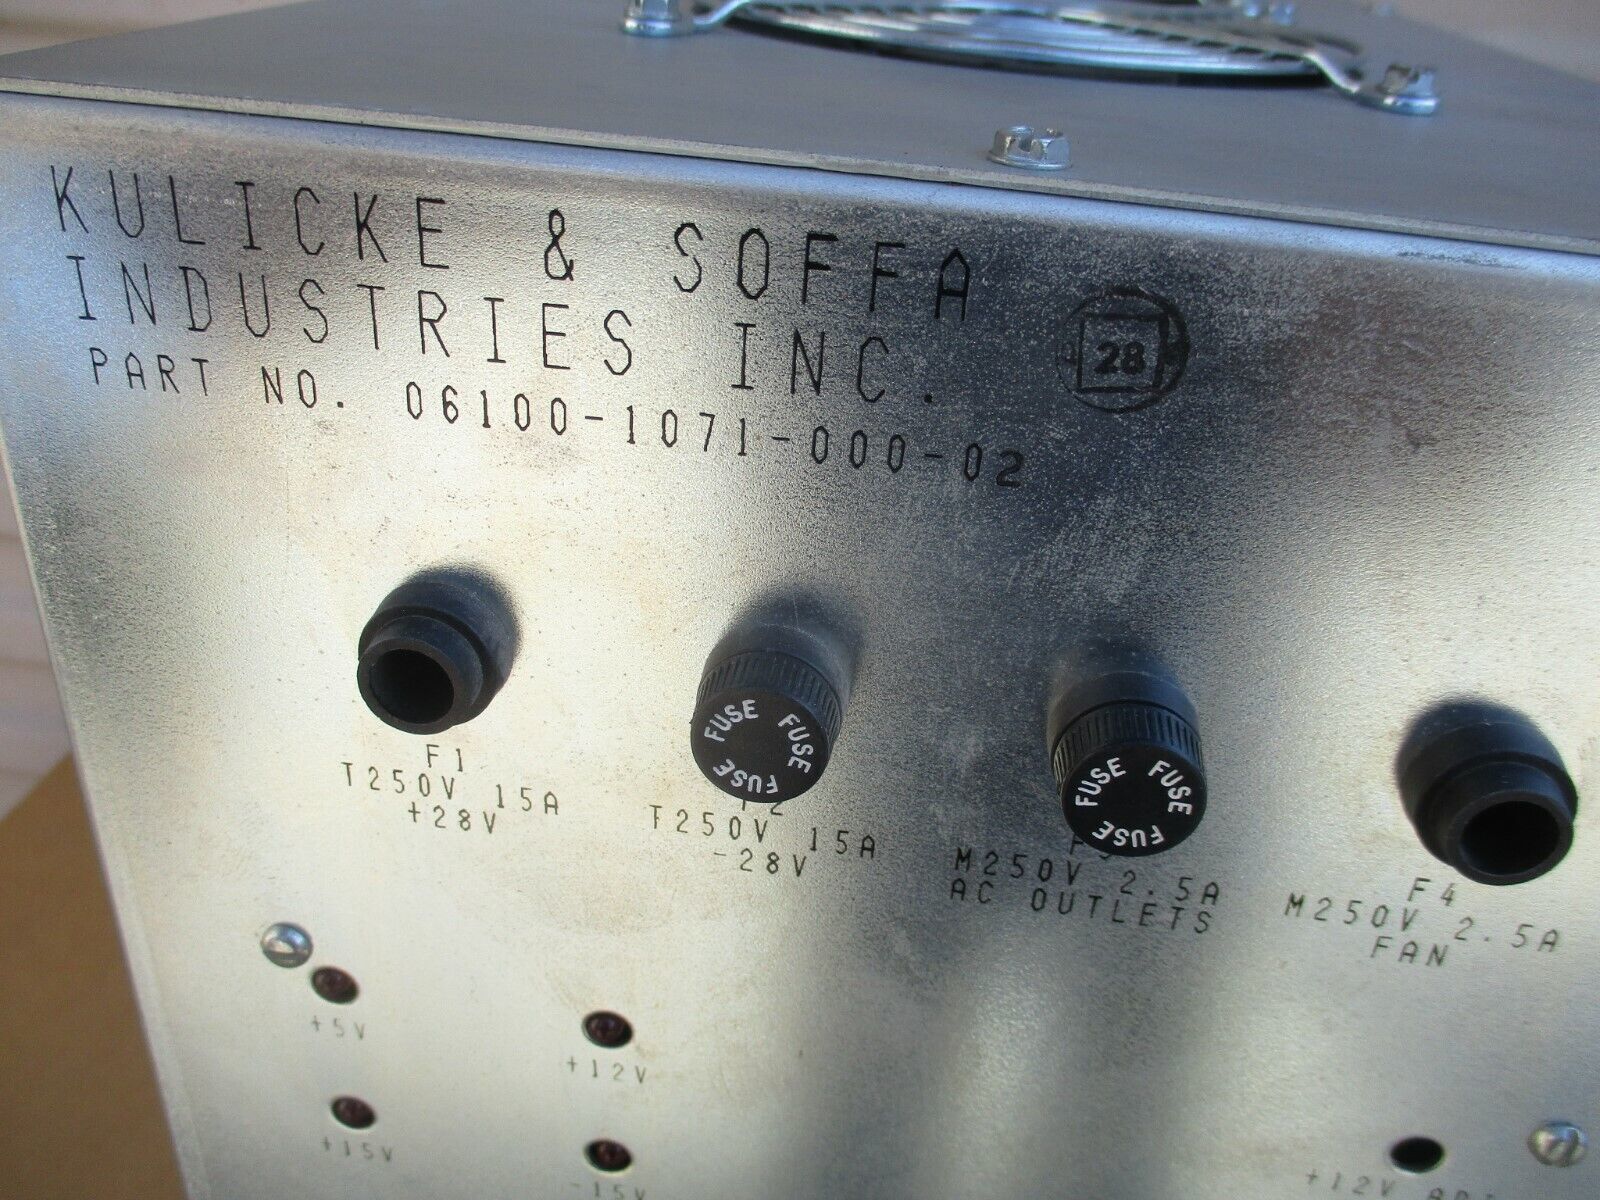 KULICKE & SOFFA
INDUSTRIES INC.
28
PART NO. 06100-1071-000-02
FUSE FUSE FUSE
FUSE FUSE FUSE
F1
T250V 15A
+28V
T250V 15A
-28V
M250V 2.5A
AC OUTLETS
F4
M250V 2.5A
FAN
+5V
+12V
+15V
-15V
+12V